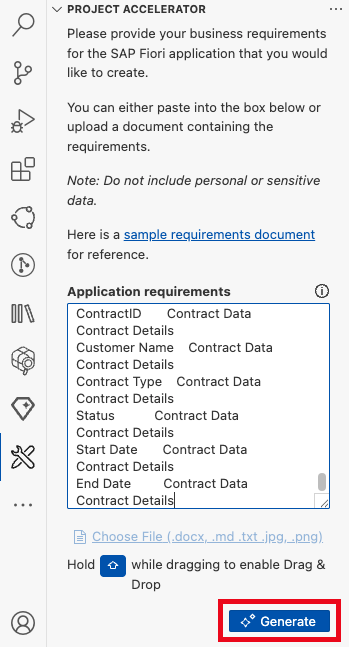 PROJECT ACCELERATOR
Please provide your business requirements
for the SAP Fiori application that you would
like to create.
You can either paste into the box below or
upload a document containing the
requirements.
Note: Do not include personal or sensitive
data.
Here is a sample requirements document
for reference.
Application requirements
ContractID Contract Data
Contract Details
Customer Name Contract Data
Contract Details
Contract Type Contract Data
Contract Details
Status Contract Data
Contract Details
Start Date Contract Data
Contract Details
End Date Contract Data
Contract Details
Choose File (.docx, .md .txt .jpg, .png)
Hold while dragging to enable Drag &
Drop
Generate